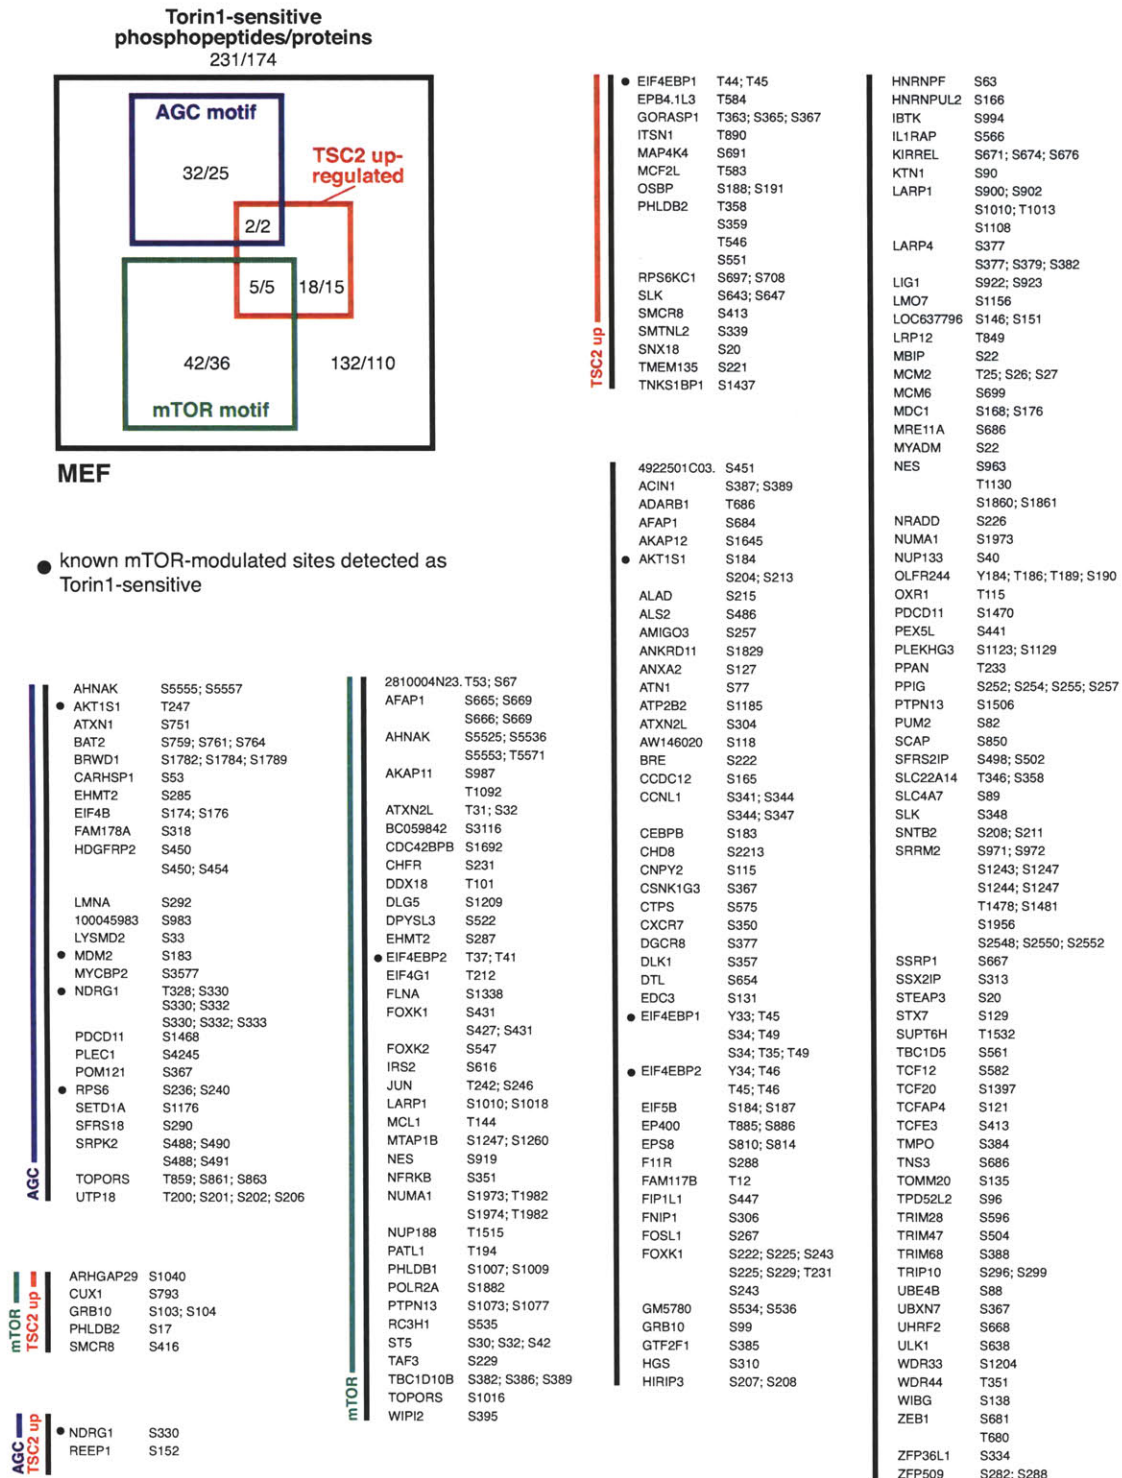 Torin1-sensitive
phosphopeptides/proteins
231/174
AGC motif
32/25
TSC2 up-
regulated
2/2
5/5
18/15
42/36
132/110
mTOR motif
MEF
● known mTOR-modulated sites detected as
Torin1-sensitive
AGC
AHNAK S5555; S5557
● AKT1S1 T247
ATXN1 S751
BAT2 S759; S761; S764
BRWD1 S1782; S1784; S1789
CARHSP1 S53
EHMT2 S285
EIF4B S174; S176
FAM178A S318
HDGFRP2 S450
S450; S454
LMNA S292
100045983 S983
LYSMD2 S33
● MDM2 S183
MYCBP2 S3577
● NDRG1 T328; S330
S330; S332
S330; S332; S333
PDCD11 S1468
PLEC1 S4245
POM121 S367
● RPS6 S236; S240
SETD1A S1176
SFRS18 S290
SRPK2 S488; S490
S488; S491
TOPORS T859; S861; S863
UTP18 T200; S201; S202; S206
mTOR
TSC2 up
ARHGAP29 S1040
CUX1 S793
GRB10 S103; S104
PHLDB2 S17
SMCR8 S416
AGC
TSC2 up
● NDRG1 S330
REEP1 S152
mTOR
2810004N23. T53; S67
AFAP1 S665; S669
S666; S669
AHNAK S5525; S5536
S5553; T5571
AKAP11 S987
T1092
ATXN2L T31; S32
BC059842 S3116
CDC42BPB S1692
CHFR S231
DDX18 T101
DLG5 S1209
DPYSL3 S522
EHMT2 S287
● EIF4EBP2 T37; T41
EIF4G1 T212
FLNA S1338
FOXK1 S431
S427; S431
FOXK2 S547
IRS2 S616
JUN T242; S246
LARP1 S1010; S1018
MCL1 T144
MTAP1B S1247; S1260
NES S919
NFRKB S351
NUMA1 S1973; T1982
S1974; T1982
NUP188 T1515
PATL1 T194
PHLDB1 S1007; S1009
POLR2A S1882
PTPN13 S1073; S1077
RC3H1 S535
ST5 S30; S32; S42
TAF3 S229
TBC1D10B S382; S386; S389
TOPORS S1016
WIPI2 S395
TSC2 up
● EIF4EBP1 T44; T45
EPB4.1L3 T584
GORASP1 T363; S365; S367
ITSN1 T890
MAP4K4 S691
MCF2L T583
OSBP S188; S191
PHLDB2 T358
S359
T546
S551
RPS6KC1 S697; S708
SLK S643; S647
SMCR8 S413
SMTNL2 S339
SNX18 S20
TMEM135 S221
TNKS1BP1 S1437
4922501C03. S451
ACIN1 S387; S389
ADARB1 T686
AFAP1 S684
AKAP12 S1645
● AKT1S1 S184
S204; S213
ALAD S215
ALS2 S486
AMIGO3 S257
ANKRD11 S1829
ANXA2 S127
ATN1 S77
ATP2B2 S1185
ATXN2L S304
AW146020 S118
BRE S222
CCDC12 S165
CCNL1 S341; S344
S344; S347
CEBPB S183
CHD8 S2213
CNPY2 S115
CSNK1G3 S367
CTPS S575
CXCR7 S350
DGCR8 S377
DLK1 S357
DTL S654
EDC3 S131
● EIF4EBP1 Y33; T45
S34; T49
S34; T35; T49
● EIF4EBP2 Y34; T46
T45; T46
EIF5B S184; S187
EP400 T885; S886
EPS8 S810; S814
F11R S288
FAM117B T12
FIP1L1 S447
FNIP1 S306
FOSL1 S267
FOXK1 S222; S225; S243
S225; S229; T231
S243
GM5780 S534; S536
GRB10 S99
GTF2F1 S385
HGS S310
HIRIP3 S207; S208
HNRNPF S63
HNRNPUL2 S166
IBTK S994
IL1RAP S566
KIRREL S671; S674; S676
KTN1 S90
LARP1 S900; S902
S1010; T1013
S1108
LARP4 S377
S377; S379; S382
LIG1 S922; S923
LMO7 S1156
LOC637796 S146; S151
LRP12 T849
MBIP S22
MCM2 T25; S26; S27
MCM6 S699
MDC1 S168; S176
MRE11A S686
MYADM S22
NES S963
T1130
S1860; S1861
NRADD S226
NUMA1 S1973
NUP133 S40
OLFR244 Y184; T186; T189; S190
OXR1 T115
PDCD11 S1470
PEX5L S441
PLEKHG3 S1123; S1129
PPAN T233
PPIG S252; S254; S255; S257
PTPN13 S1506
PUM2 S82
SCAP S850
SFRS2IP S498; S502
SLC22A14 T346; S358
SLC4A7 S89
SLK S348
SNTB2 S208; S211
SRRM2 S971; S972
S1243; S1247
S1244; S1247
T1478; S1481
S1956
S2548; S2550; S2552
SSRP1 S667
SSX2IP S313
STEAP3 S20
STX7 S129
SUPT6H T1532
TBC1D5 S561
TCF12 S582
TCF20 S1397
TCFAP4 S121
TCFE3 S413
TMPO S384
TNS3 S686
TOMM20 S135
TPD52L2 S96
TRIM28 S596
TRIM47 S504
TRIM68 S388
TRIP10 S296; S299
UBE4B S88
UBXN7 S367
UHRF2 S668
ULK1 S638
WDR33 S1204
WDR44 T351
WIBG S138
ZEB1 S681
T680
ZFP36L1 S334
ZFP509 S282; S288